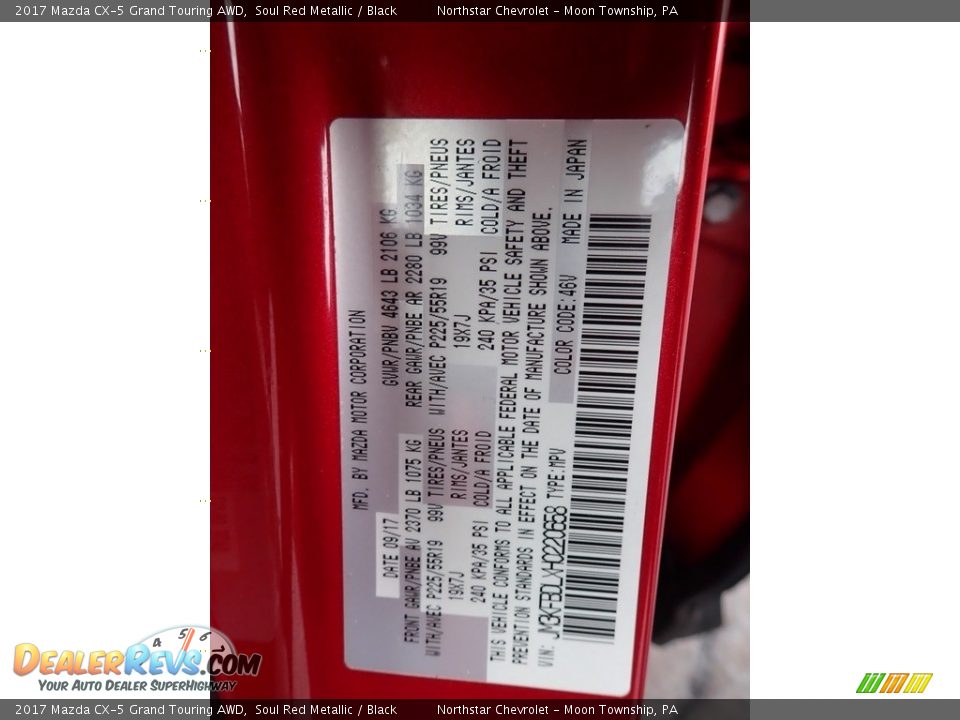 2017 Mazda CX-5 Grand Touring AWD, Soul Red Metallic / Black Northstar Chevrolet - Moon Township, PA
MFD. BY MAZDA MOTOR CORPORATION
DATE 09/17 GVWR/PNBV 4643 LB 2106 KG
FRONT GAWR/PNBE AV 2370 LB 1075 KG REAR GAWR/PNBE AR 2280 LB 1034 KG
WITH/AVEC P225/55R19 99V TIRES/PNEUS WITH/AVEC P225/55R19 99V TIRES/PNEUS
19X7J RIMS/JANTES 19X7J RIMS/JANTES
240 KPA/35 PSI COLD/A FROID 240 KPA/35 PSI COLD/A FROID
THIS VEHICLE CONFORMS TO ALL APPLICABLE FEDERAL MOTOR VEHICLE SAFETY AND THEFT
PREVENTION STANDARDS IN EFFECT ON THE DATE OF MANUFACTURE SHOWN ABOVE.
VIN: JM3KFBDLXH0220658 TYPE:MPV COLOR CODE:46V MADE IN JAPAN
4 5 6
DEALERREVS.COM
YOUR AUTO DEALER SUPERHIGHWAY
2017 Mazda CX-5 Grand Touring AWD, Soul Red Metallic / Black Northstar Chevrolet - Moon Township, PA